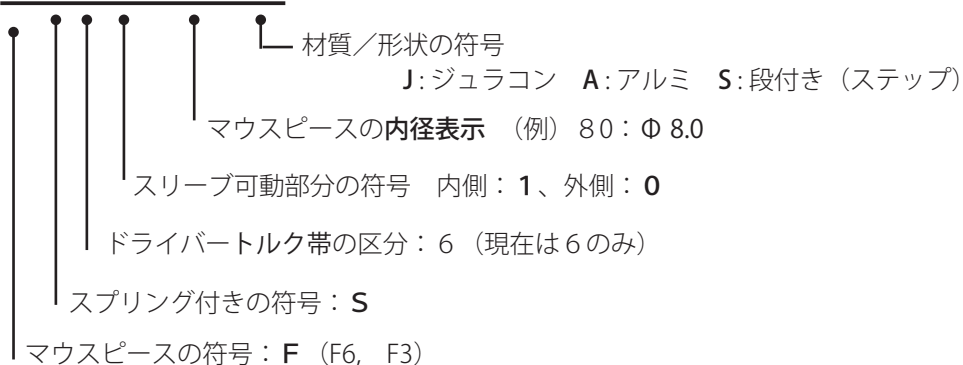 材質／形状の符号
J : ジュラコン A : アルミ S : 段付き（ステップ）
マウスピースの内径表示 （例）８０：Φ 8.0
スリーブ可動部分の符号 内側：1、外側：0
ドライバートルク帯の区分：６（現在は６のみ）
スプリング付きの符号：S
マウスピースの符号：F（F6, F3）